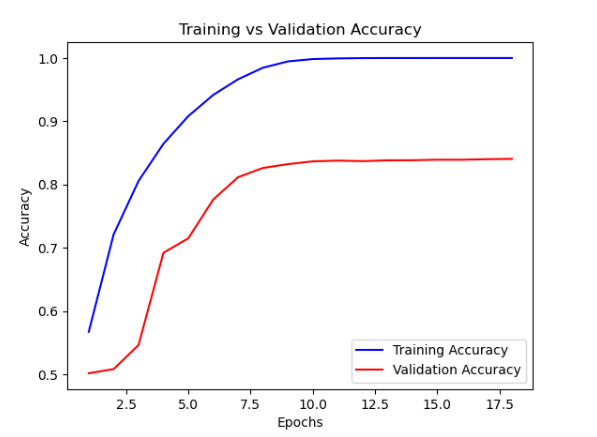 Training vs Validation Accuracy
1.0
0.9
0.8
0.7
0.6
0.5
Accuracy
2.5 5.0 7.5 10.0 12.5 15.0 17.5
Epochs
Training Accuracy
Validation Accuracy